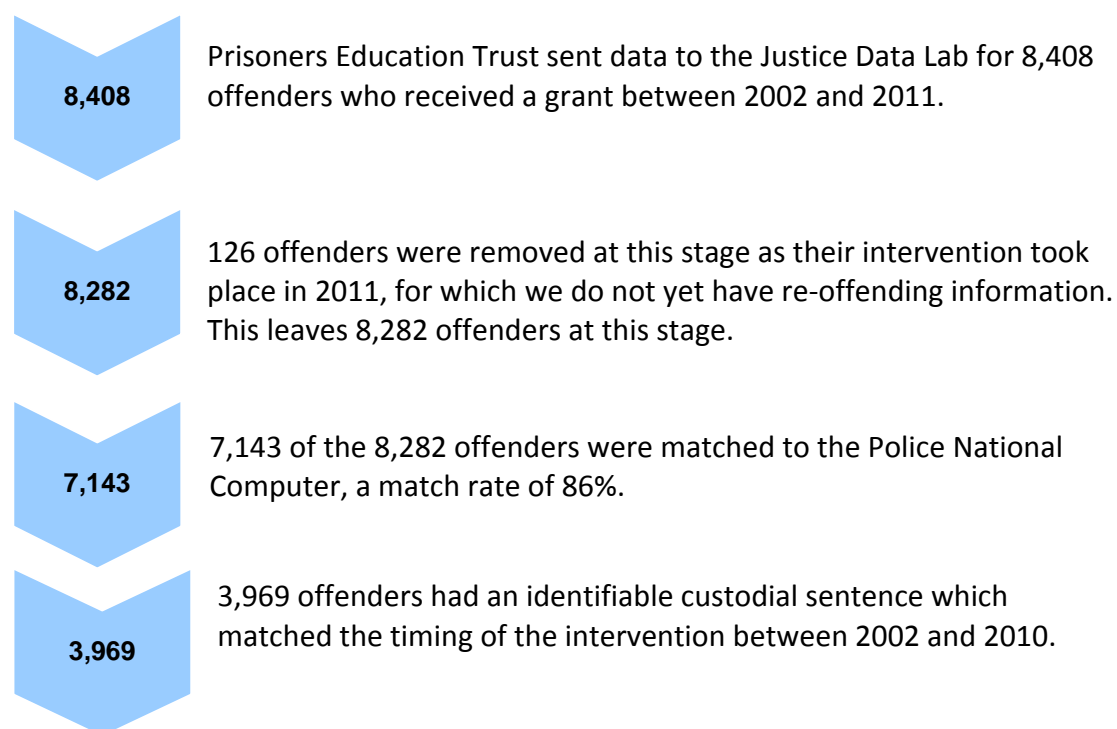 8,408
Prisoners Education Trust sent data to the Justice Data Lab for 8,408
offenders who received a grant between 2002 and 2011.
8,282
126 offenders were removed at this stage as their intervention took
place in 2011, for which we do not yet have re-offending information.
This leaves 8,282 offenders at this stage.
7,143
7,143 of the 8,282 offenders were matched to the Police National
Computer, a match rate of 86%.
3,969
3,969 offenders had an identifiable custodial sentence which
matched the timing of the intervention between 2002 and 2010.